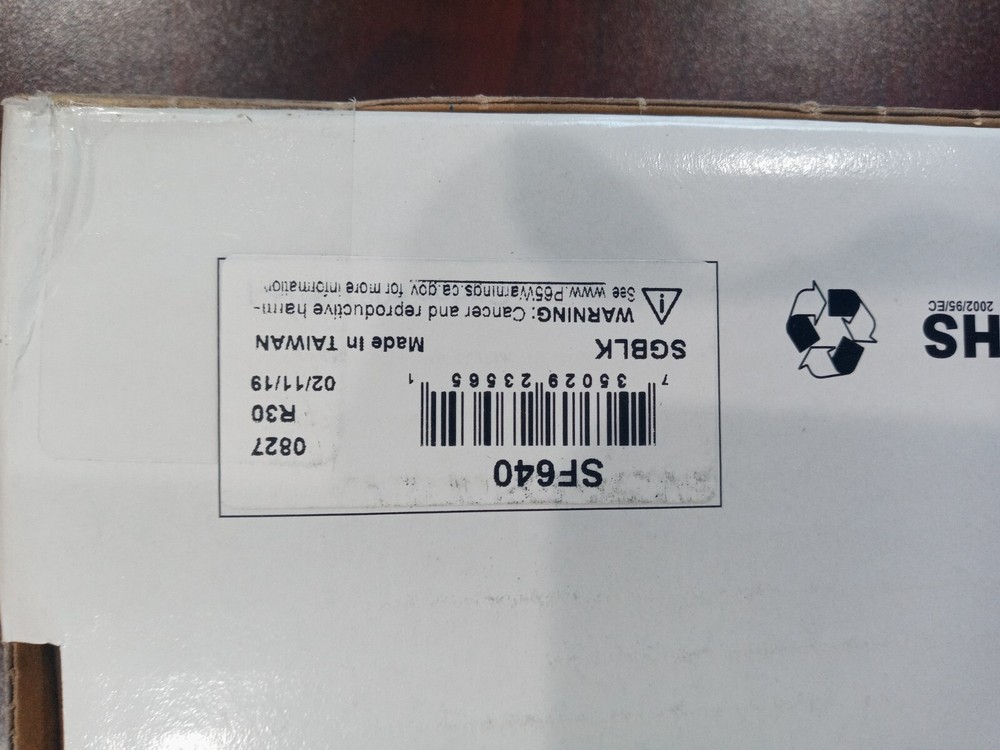 SF640
7 35029 23565 1
0827
R30
02/11/19
SGBLK
Made In TAIWAN
WARNING: Cancer and reproductive harm-
See www.P65Warnings.ca.gov for more information
HS
2002/95/EC